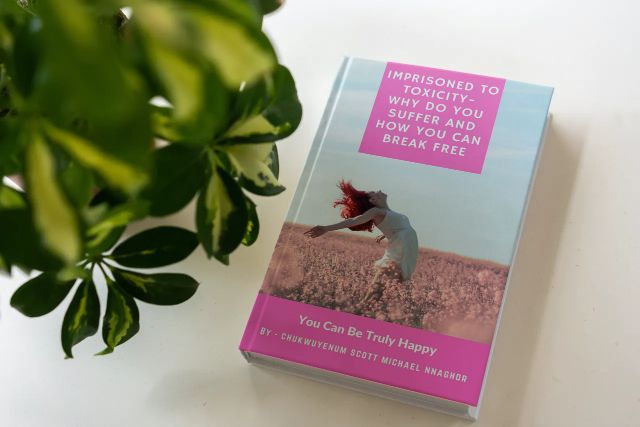 IMPRISONED TO
TOXICITY-
WHY DO YOU
SUFFER AND
HOW YOU CAN
BREAK FREE
You Can Be Truly Happy
BY - CHUKWUYENUM SCOTT MICHAEL NNAGHOR